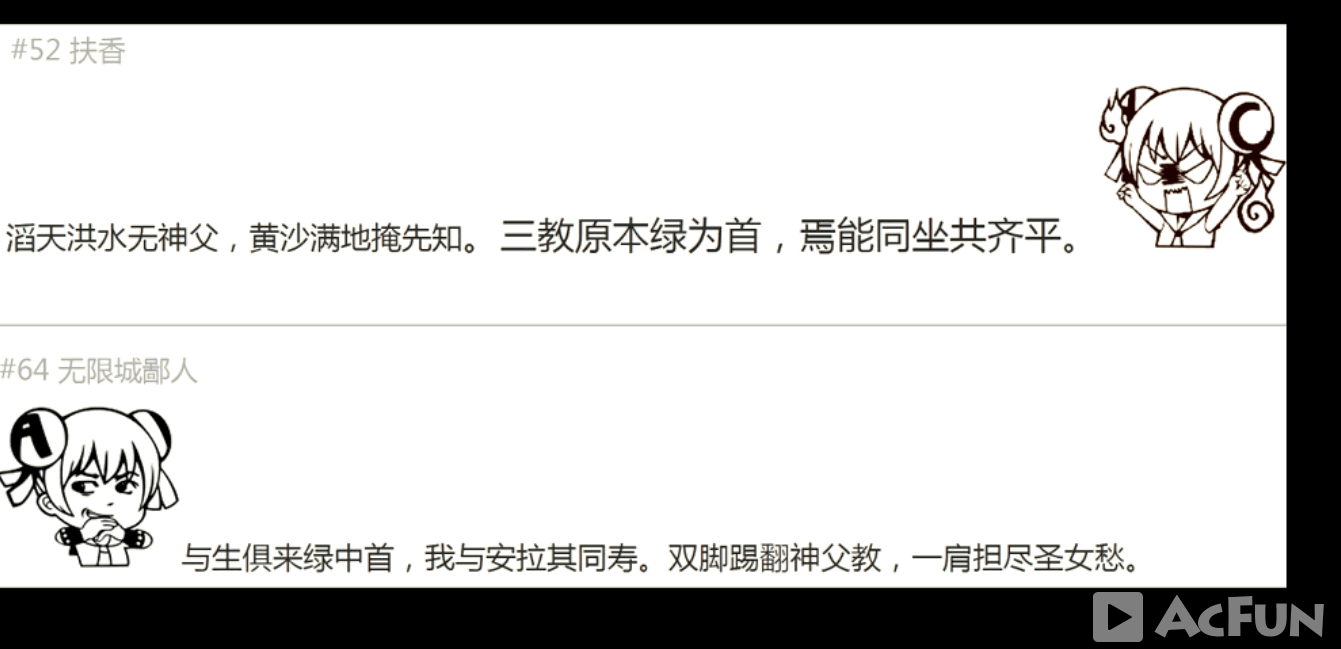 #52 扶香
滔天洪水无神父，黄沙满地掩先知。三教原本绿为首，焉能同坐共齐平。
#64 无限城鄙人
与生俱来绿中首，我与安拉其同寿。双脚踢翻神父教，一肩担尽圣女愁。
ACFUN